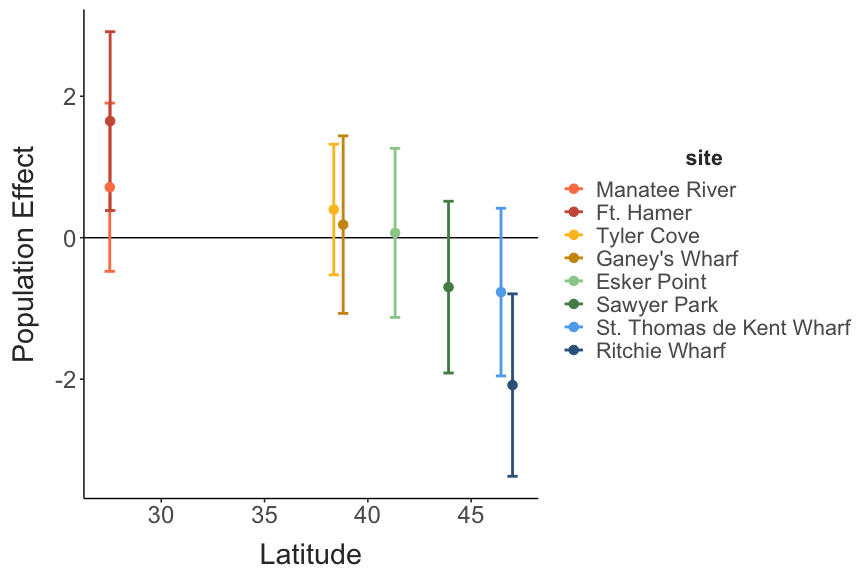 Population Effect
2
0
-2
30 35 40 45
Latitude
site
Manatee River
Ft. Hamer
Tyler Cove
Ganey's Wharf
Esker Point
Sawyer Park
St. Thomas de Kent Wharf
Ritchie Wharf